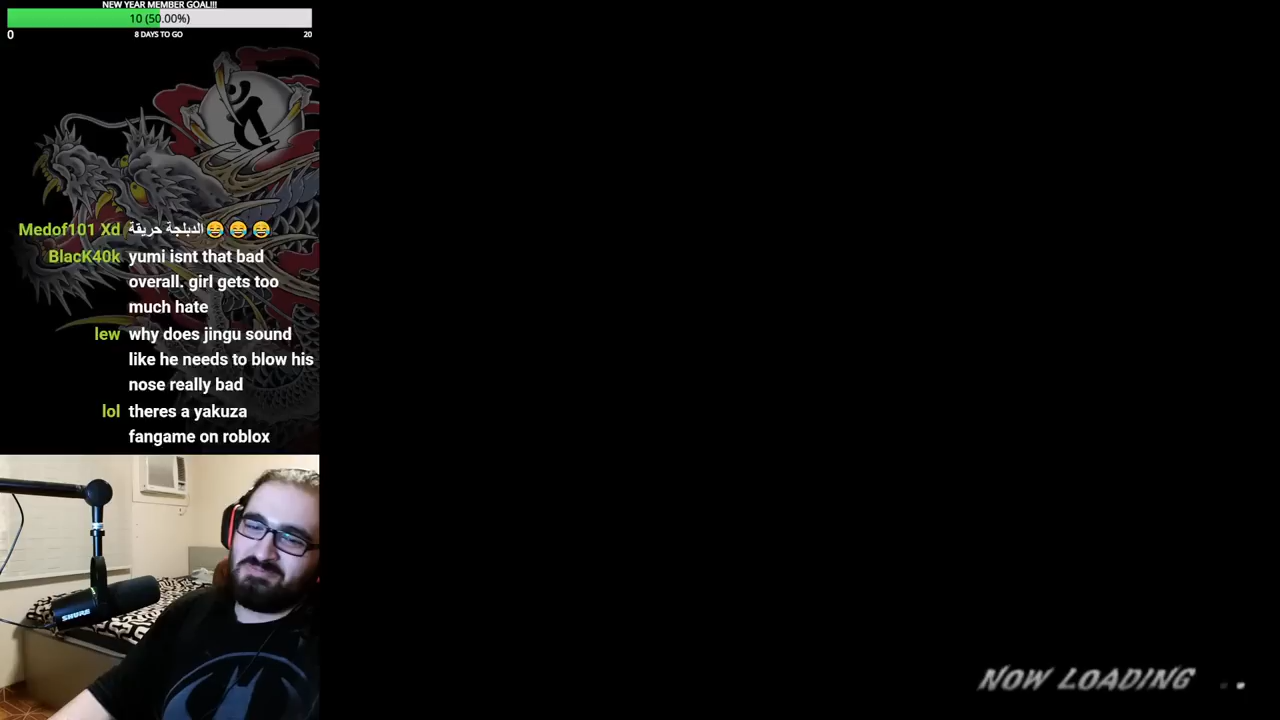 NEW YEAR MEMBER GOAL!!!
10 (50.00%)
0
8 DAYS TO GO
20
Medof101 Xd الدبلجة حريقة😂😂😂
BlacK40k yumi isnt that bad
overall. girl gets too
much hate
lew why does jingu sound
like he needs to blow his
nose really bad
lol theres a yakuza
fangame on roblox
SHURE
NOW LOADING ..